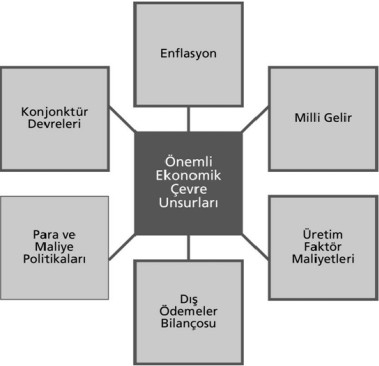 Enflasyon
Konjonktür
Devreleri
Milli Gelir
Önemli
Ekonomik
Çevre
Unsurları
Para ve
Maliye
Politikaları
Üretim
Faktör
Maliyetleri
Dış
Ödemeler
Bilançosu